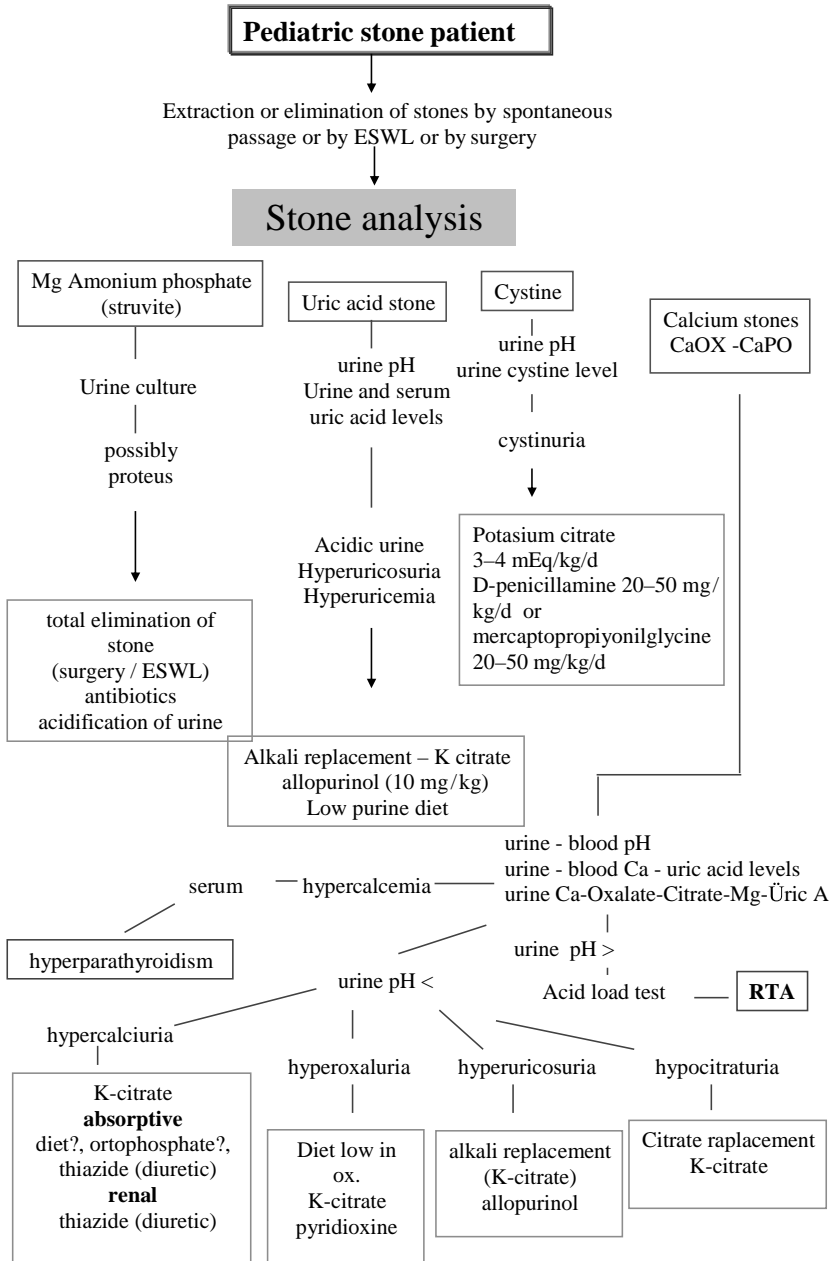 Pediatric stone patient
Extraction or elimination of stones by spontaneous
passage or by ESWL or by surgery
Stone analysis
Mg Amonium phosphate
(struvite)
Urine culture
possibly
proteus
total elimination of
stone
(surgery / ESWL)
antibiotics
acidification of urine
Uric acid stone
urine pH
Urine and serum
uric acid levels
Acidic urine
Hyperuricosuria
Hyperuricemia
Alkali replacement – K citrate
allopurinol (10 mg/kg)
Low purine diet
Cystine
urine pH
urine cystine level
cystinuria
Potasium citrate
3–4 mEq/kg/d
D-penicillamine 20–50 mg/
kg/d or
mercaptopropiyonilglycine
20–50 mg/kg/d
Calcium stones
CaOX -CaPO
urine - blood pH
urine - blood Ca - uric acid levels
urine Ca-Oxalate-Citrate-Mg-Üric A
hypercalcemia
serum
hyperparathyroidism
urine pH >
Acid load test
RTA
urine pH <
hypercalciuria
K-citrate
absorptive
diet?, ortophosphate?,
thiazide (diuretic)
renal
thiazide (diuretic)
hyperoxaluria
Diet low in
ox.
K-citrate
pyridioxine
hyperuricosuria
alkali replacement
(K-citrate)
allopurinol
hypocitraturia
Citrate raplacement
K-citrate